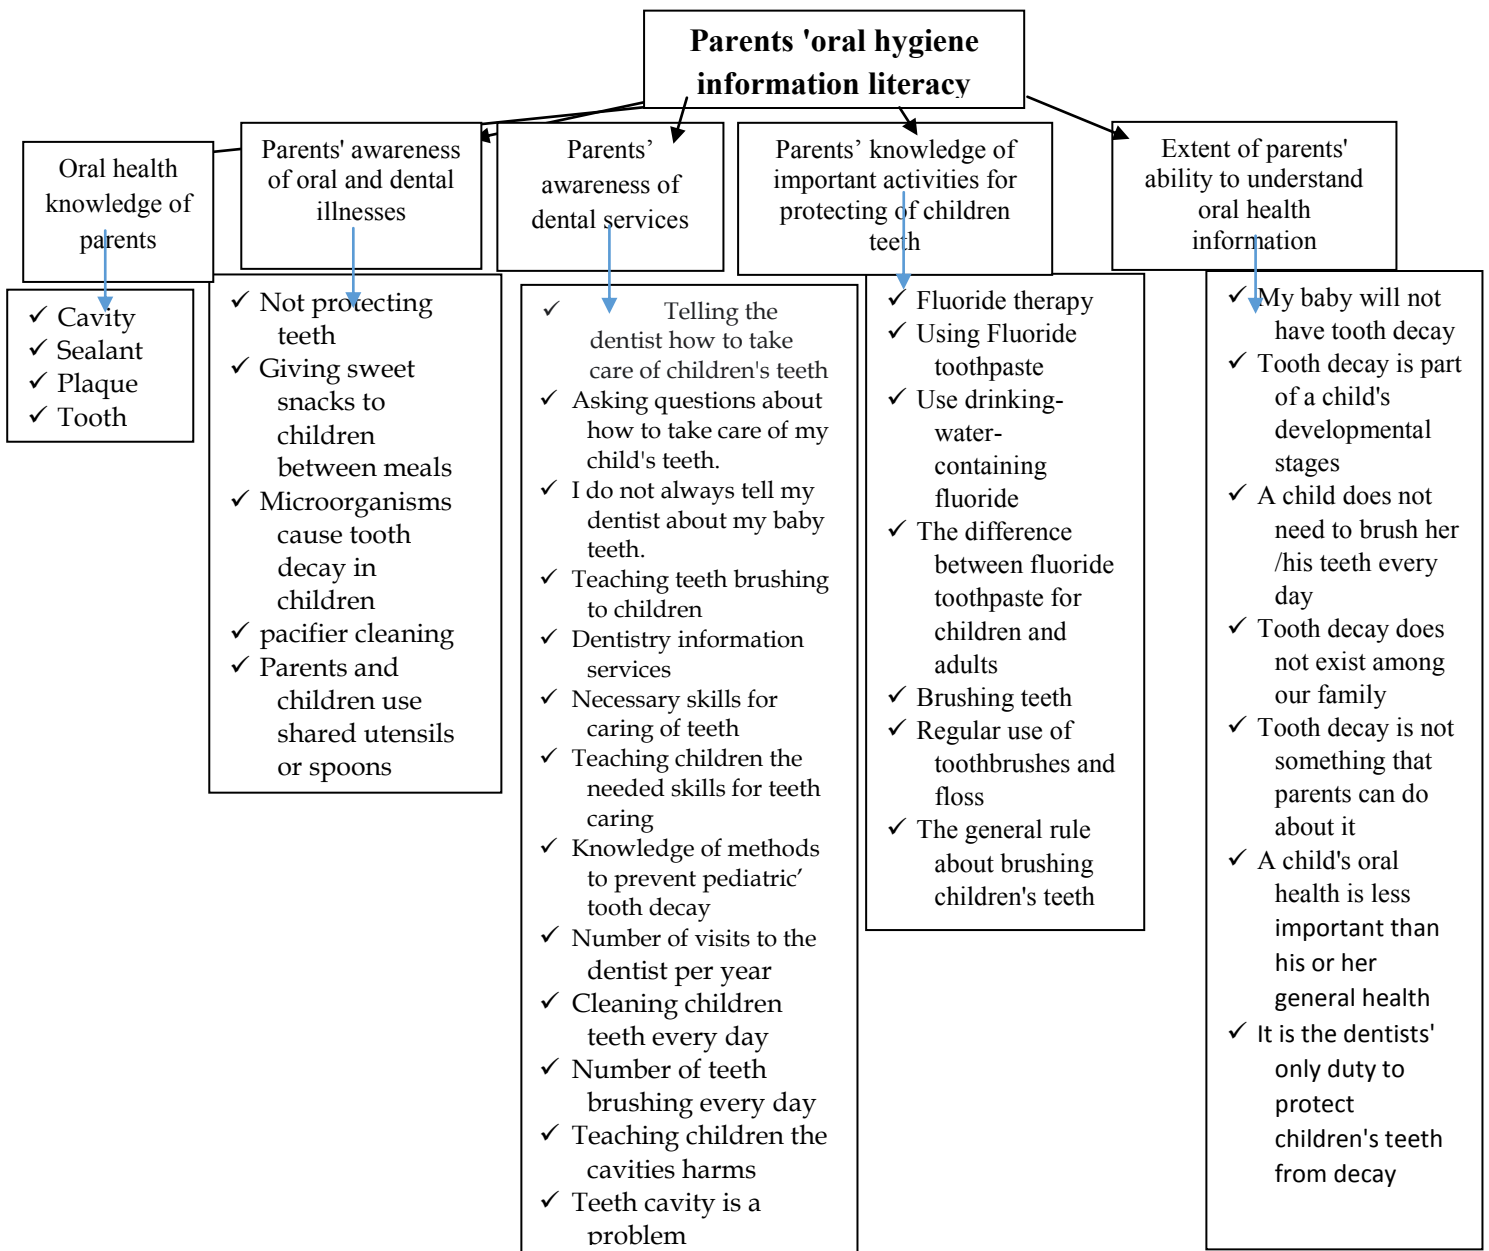 Parents 'oral hygiene
information literacy
Oral health
knowledge of
parents
Parents' awareness
of oral and dental
illnesses
Parents’
awareness of
dental services
Parents’ knowledge of
important activities for
protecting of children
teeth
Extent of parents'
ability to understand
oral health
information
✓ Cavity
✓ Sealant
✓ Plaque
✓ Tooth
✓ Not protecting
teeth
✓ Giving sweet
snacks to
children
between meals
✓ Microorganisms
cause tooth
decay in
children
✓ pacifier cleaning
✓ Parents and
children use
shared utensils
or spoons
✓ Telling the
dentist how to take
care of children's teeth
✓ Asking questions about
how to take care of my
child's teeth.
✓ I do not always tell my
dentist about my baby
teeth.
✓ Teaching teeth brushing
to children
✓ Dentistry information
services
✓ Necessary skills for
caring of teeth
✓ Teaching children the
needed skills for teeth
caring
✓ Knowledge of methods
to prevent pediatric’
tooth decay
✓ Number of visits to the
dentist per year
✓ Cleaning children
teeth every day
✓ Number of teeth
brushing every day
✓ Teaching children the
cavities harms
✓ Teeth cavity is a
problem
✓ Fluoride therapy
✓ Using Fluoride
toothpaste
✓ Use drinking-
water-
containing
fluoride
✓ The difference
between fluoride
toothpaste for
children and
adults
✓ Brushing teeth
✓ Regular use of
toothbrushes and
floss
✓ The general rule
about brushing
children's teeth
✓ My baby will not
have tooth decay
✓ Tooth decay is part
of a child's
developmental
stages
✓ A child does not
need to brush her
/his teeth every
day
✓ Tooth decay does
not exist among
our family
✓ Tooth decay is not
something that
parents can do
about it
✓ A child's oral
health is less
important than
his or her
general health
✓ It is the dentists'
only duty to
protect
children's teeth
from decay